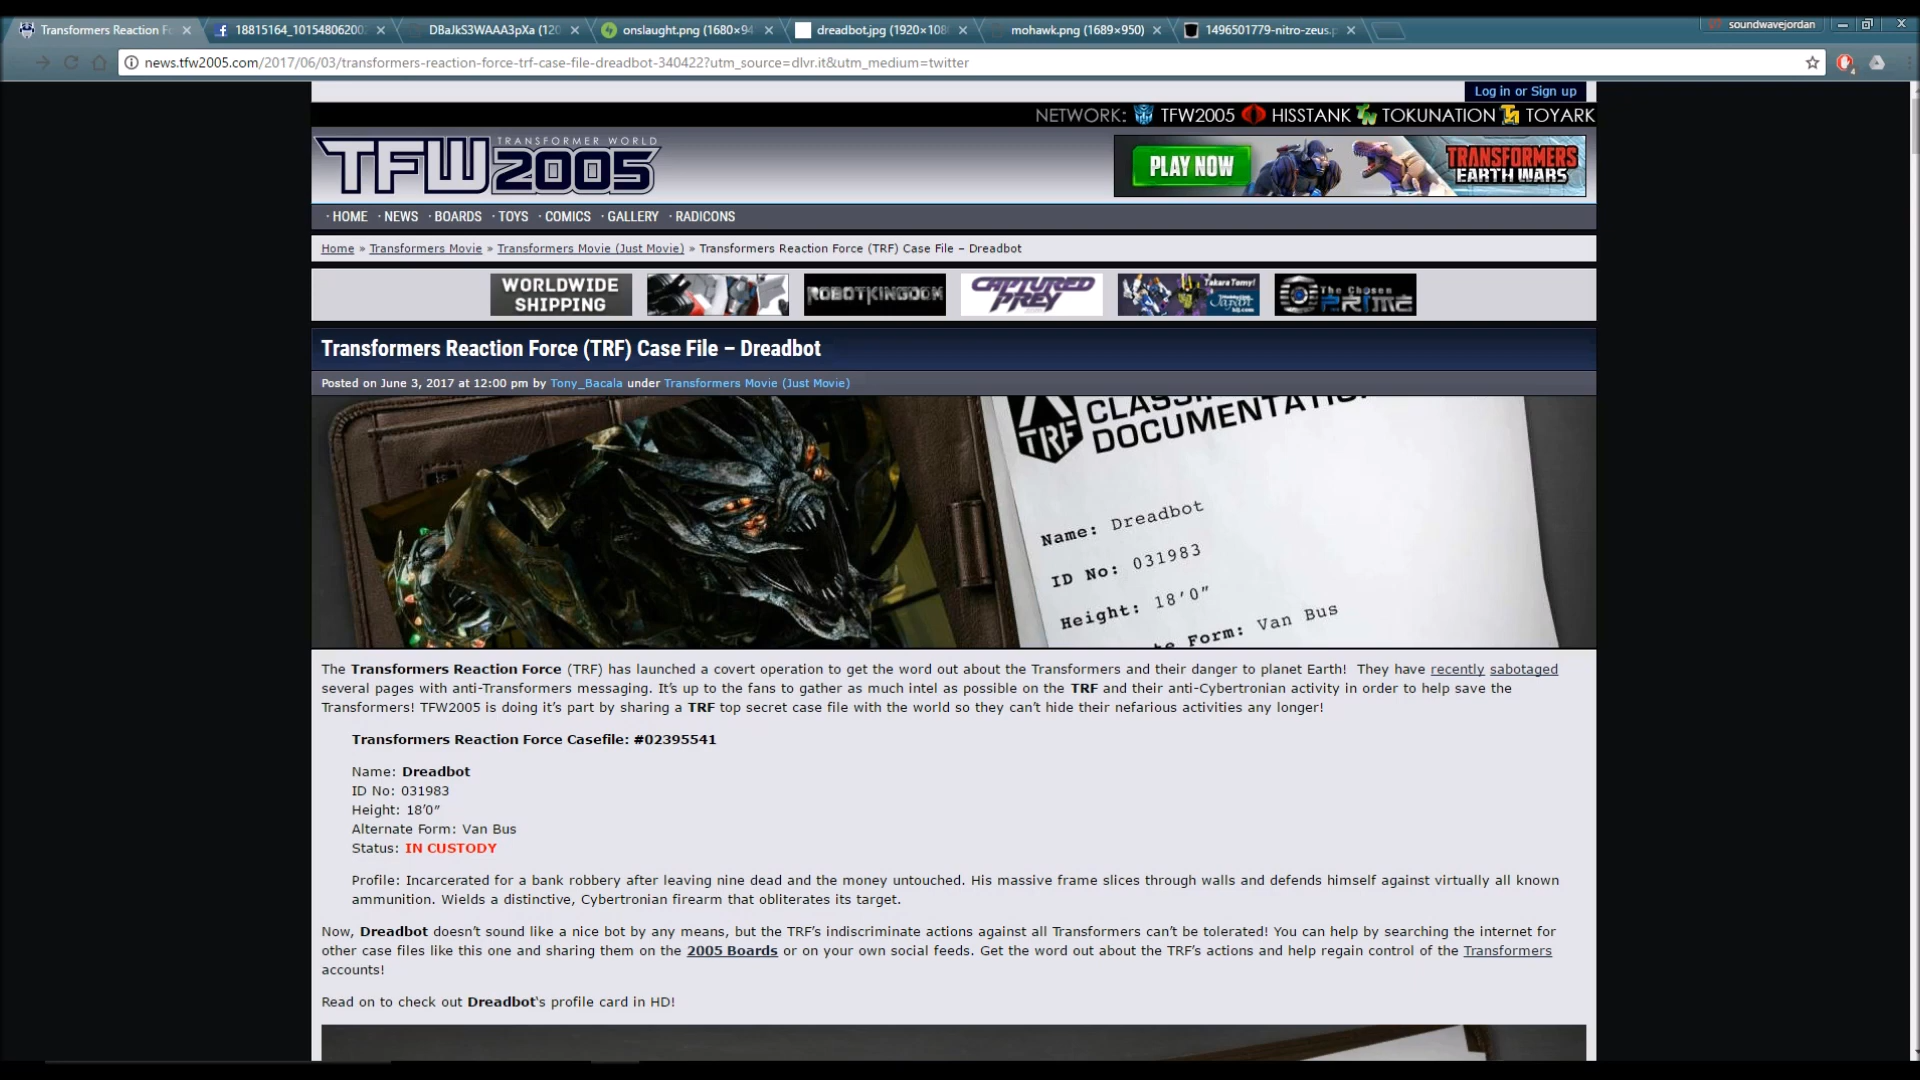 Transformers Reaction F
18815164_1015480620
DBaJkS3WAAA3pXa (120
onslaught.png (1680×94
dreadbot.jpg (1920×108
mohawk.png (1689×950)
1496501779-nitro-zeus.p
soundwavejordan
news.tfw2005.com/2017/06/03/transformers-reaction-force-trf-case-file-dreadbot-340422?utm_source=dlvr.it&utm_medium=twitter
Log in or Sign up
NETWORK: TFW2005 HISSTANK TOKUNATION TOYARK
TRANSFORMER WORLD
TFW2005
PLAY NOW
TRANSFORMERS
EARTH WARS
· HOME · NEWS · BOARDS · TOYS · COMICS · GALLERY · RADICONS
Home » Transformers Movie » Transformers Movie (Just Movie) » Transformers Reaction Force (TRF) Case File – Dreadbot
WORLDWIDE
SHIPPING
ROBOTKINGDOM
CAPTURED
PREY
Takara Tomy!
The Chosen
PRIME
Transformers Reaction Force (TRF) Case File – Dreadbot
Posted on June 3, 2017 at 12:00 pm by Tony_Bacala under Transformers Movie (Just Movie)
TRF
DOCUMENTATIO
Name: Dreadbot
ID No: 031983
Height: 18'0"
Form: Van Bus
The Transformers Reaction Force (TRF) has launched a covert operation to get the word out about the Transformers and their danger to planet Earth! They have recently sabotaged
several pages with anti-Transformers messaging. It's up to the fans to gather as much intel as possible on the TRF and their anti-Cybertronian activity in order to help save the
Transformers! TFW2005 is doing it's part by sharing a TRF top secret case file with the world so they can't hide their nefarious activities any longer!
Transformers Reaction Force Casefile: #02395541
Name: Dreadbot
ID No: 031983
Height: 18'0"
Alternate Form: Van Bus
Status: IN CUSTODY
Profile: Incarcerated for a bank robbery after leaving nine dead and the money untouched. His massive frame slices through walls and defends himself against virtually all known
ammunition. Wields a distinctive, Cybertronian firearm that obliterates its target.
Now, Dreadbot doesn't sound like a nice bot by any means, but the TRF's indiscriminate actions against all Transformers can't be tolerated! You can help by searching the internet for
other case files like this one and sharing them on the 2005 Boards or on your own social feeds. Get the word out about the TRF's actions and help regain control of the Transformers
accounts!
Read on to check out Dreadbot's profile card in HD!